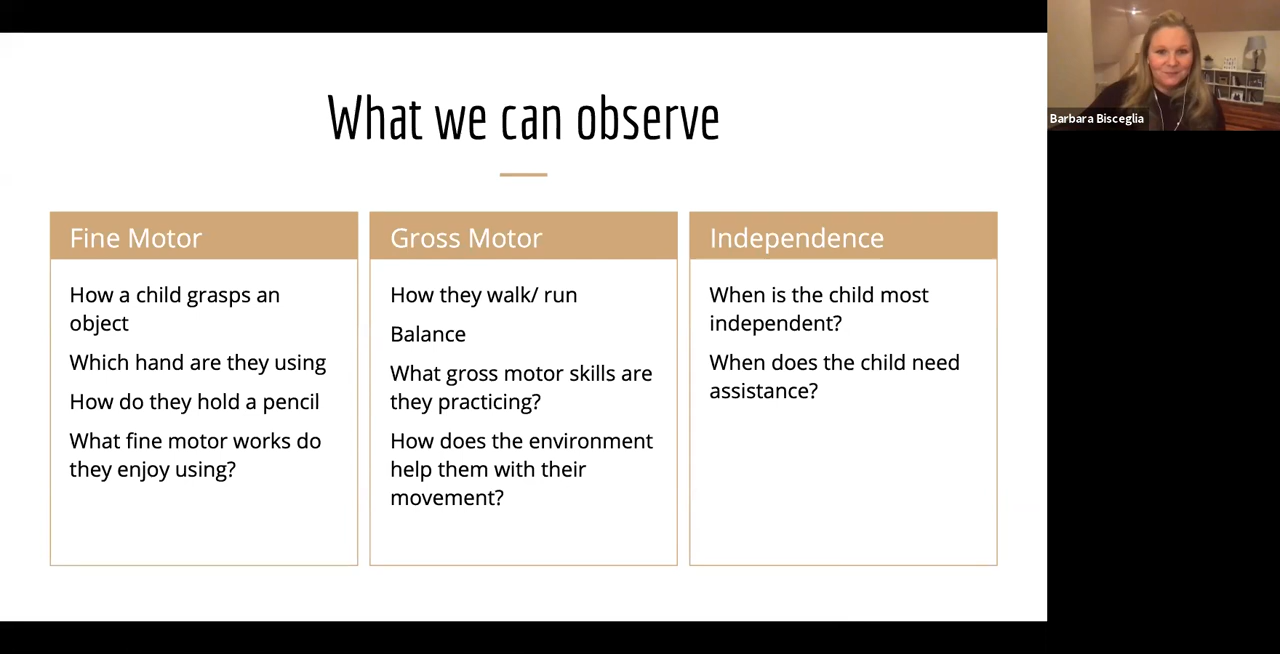 What we can observe
Fine Motor
How a child grasps an
object
Which hand are they using
How do they hold a pencil
What fine motor works do
they enjoy using?
Gross Motor
How they walk/ run
Balance
What gross motor skills are
they practicing?
How does the environment
help them with their
movement?
Independence
When is the child most
independent?
When does the child need
assistance?
Barbara Bisceglia